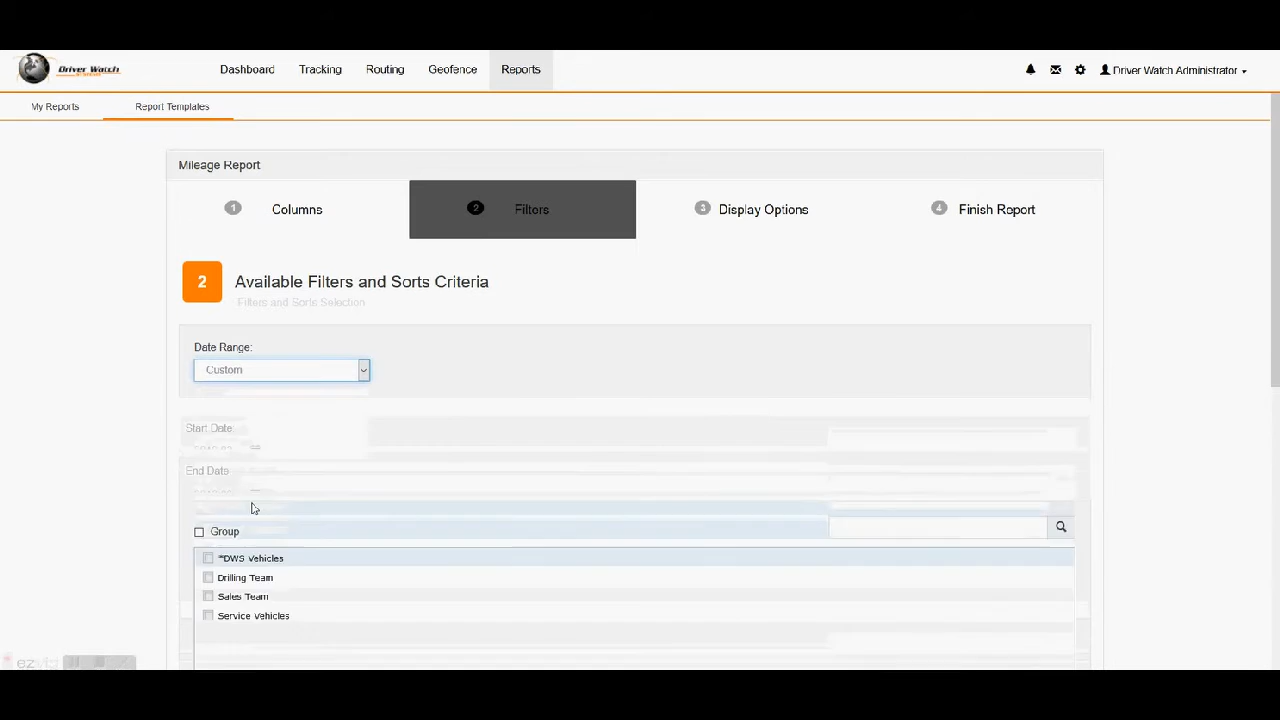 Driver Watch
Dashboard
Tracking
Routing
Geofence
Reports
Driver Watch Administrator
My Reports
Report Templates
Mileage Report
1 Columns
2 Filters
3 Display Options
4 Finish Report
2 Available Filters and Sorts Criteria
Filters and Sorts Selection
Date Range:
Custom
Start Date:
End Date
Group
**DWS Vehicles
Drilling Team
Sales Team
Service Vehicles